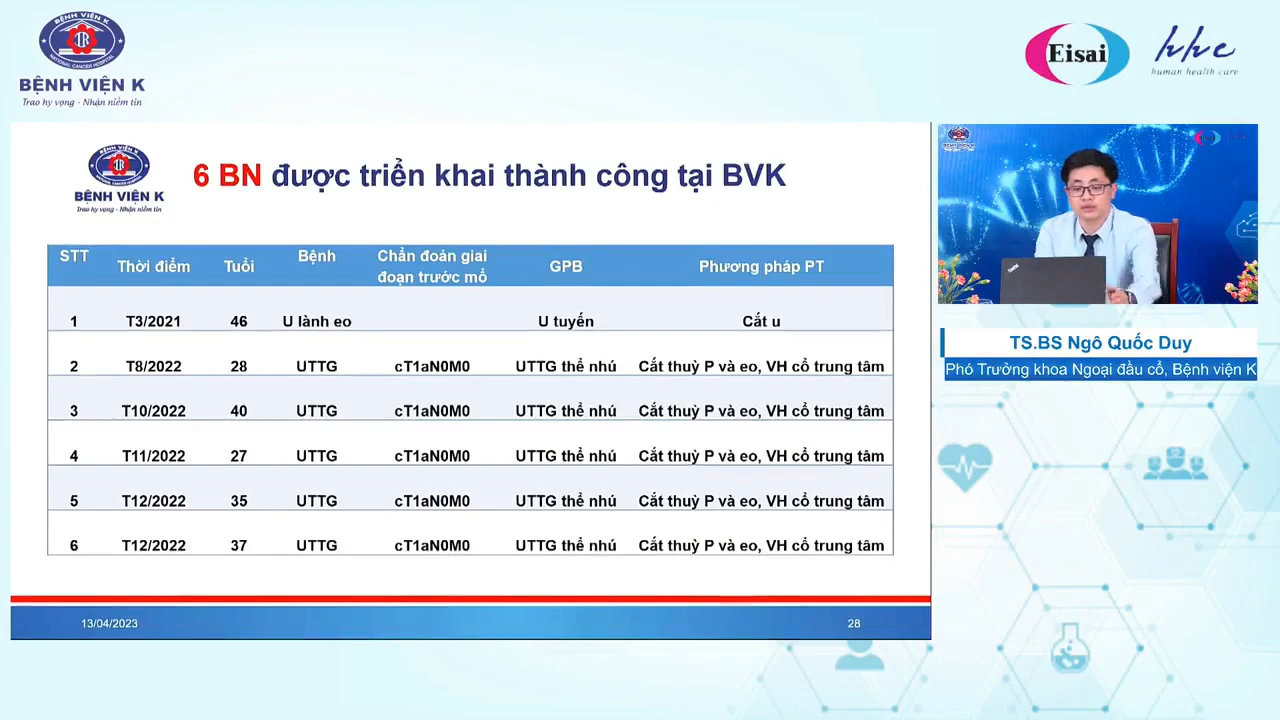 NATIONAL CANCER HOSPITAL
BỆNH VIỆN K
Trao hy vọng - Nhận niềm tin
Eisai
hhc
human health care
BỆNH VIỆN K
BỆNH VIỆN K
Trao hy vọng - Nhận niềm tin
6 BN được triển khai thành công tại BVK
STT Thời điểm Tuổi Bệnh Chẩn đoán giai đoạn trước mổ GPB Phương pháp PT
1 T3/2021 46 U lành eo U tuyến Cắt u
2 T8/2022 28 UTTG cT1aN0M0 UTTG thể nhú Cắt thuỳ P và eo, VH cổ trung tâm
3 T10/2022 40 UTTG cT1aN0M0 UTTG thể nhú Cắt thuỳ P và eo, VH cổ trung tâm
4 T11/2022 27 UTTG cT1aN0M0 UTTG thể nhú Cắt thuỳ P và eo, VH cổ trung tâm
5 T12/2022 35 UTTG cT1aN0M0 UTTG thể nhú Cắt thuỳ P và eo, VH cổ trung tâm
6 T12/2022 37 UTTG cT1aN0M0 UTTG thể nhú Cắt thuỳ P và eo, VH cổ trung tâm
13/04/2023 28
TS.BS Ngô Quốc Duy
Phó Trưởng khoa Ngoại đầu cổ, Bệnh viện K